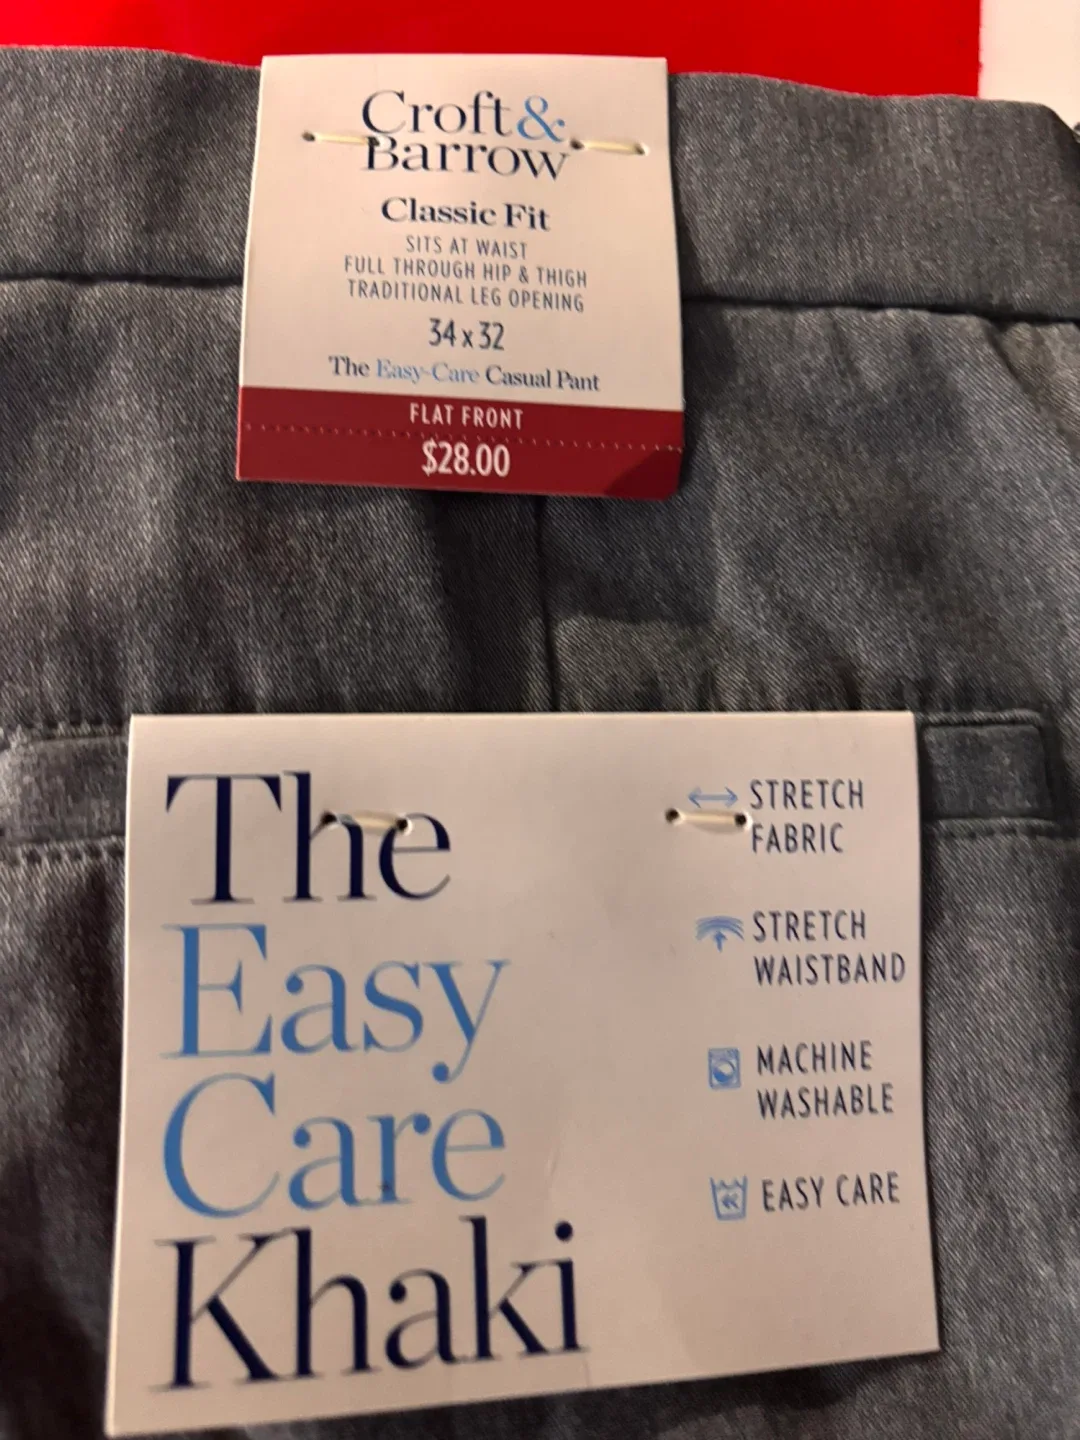 Croft&
Barrow
Classic Fit
SITS AT WAIST
FULL THROUGH HIP & THIGH
TRADITIONAL LEG OPENING
34 x 32
The Easy-Care Casual Pant
FLAT FRONT
$28.00
The
Easy
Care
Khaki
STRETCH
FABRIC
STRETCH
WAISTBAND
MACHINE
WASHABLE
EASY CARE